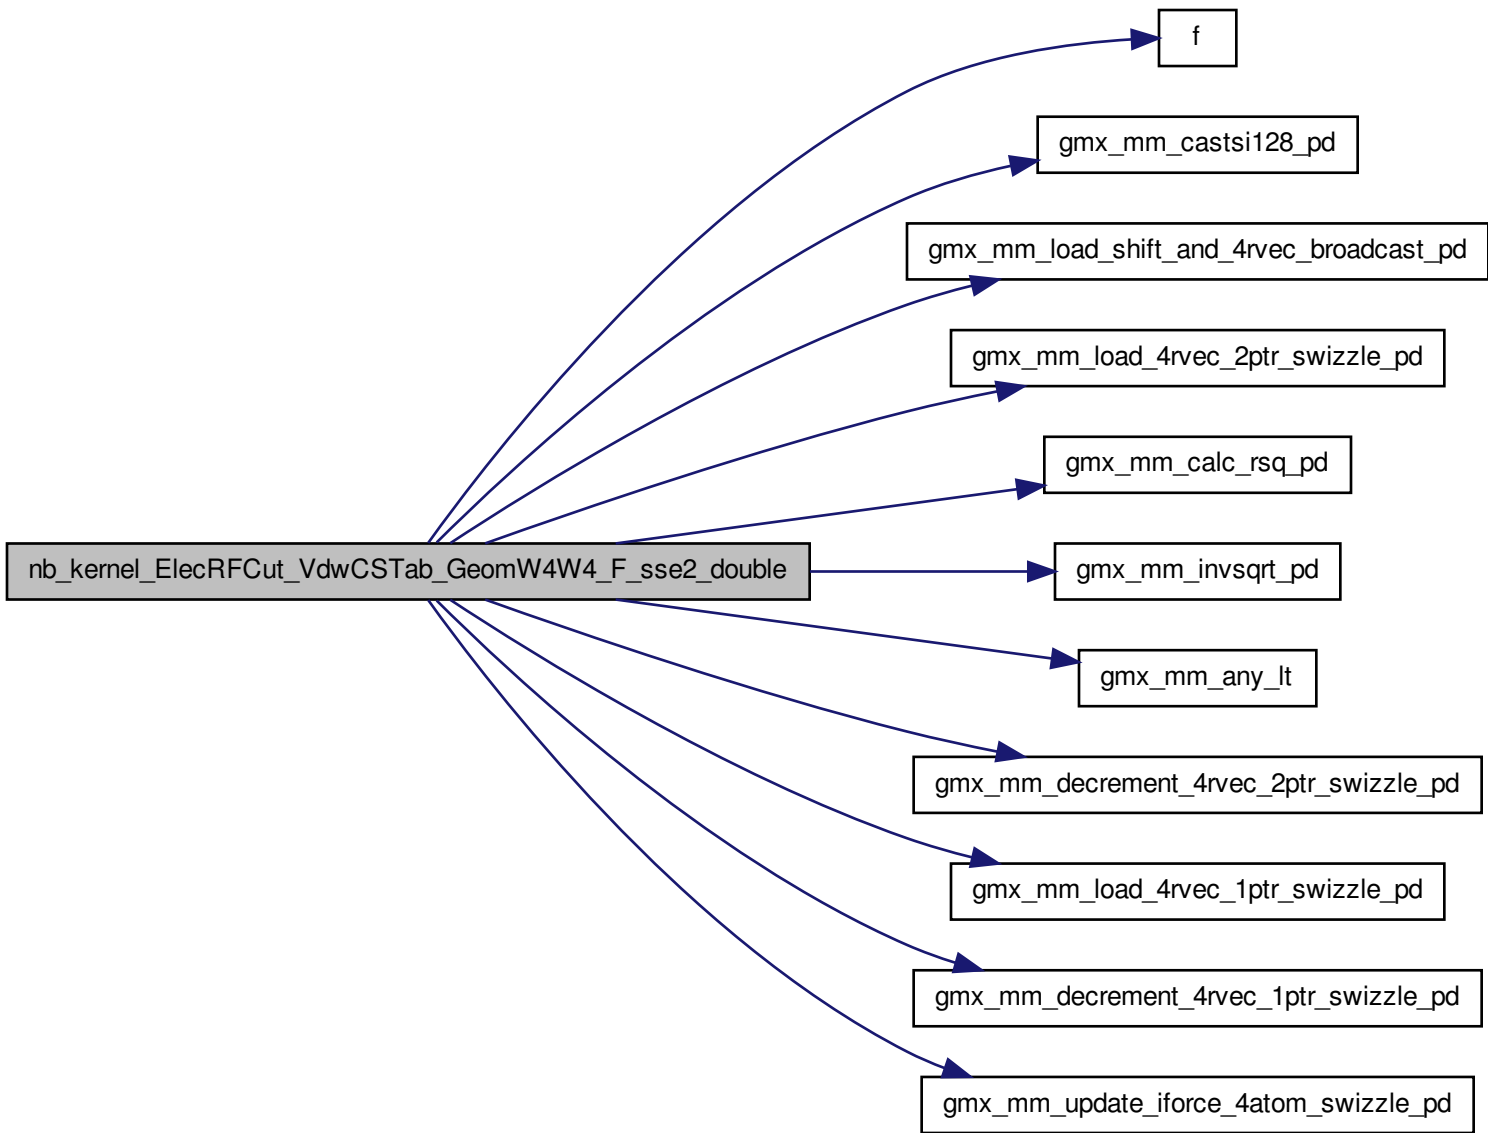 f
gmx_mm_castsi128_pd
gmx_mm_load_shift_and_4rvec_broadcast_pd
gmx_mm_load_4rvec_2ptr_swizzle_pd
gmx_mm_calc_rsq_pd
nb_kernel_ElecRFCut_VdwCSTab_GeomW4W4_F_sse2_double
gmx_mm_invsqrt_pd
gmx_mm_any_lt
gmx_mm_decrement_4rvec_2ptr_swizzle_pd
gmx_mm_load_4rvec_1ptr_swizzle_pd
gmx_mm_decrement_4rvec_1ptr_swizzle_pd
gmx_mm_update_iforce_4atom_swizzle_pd